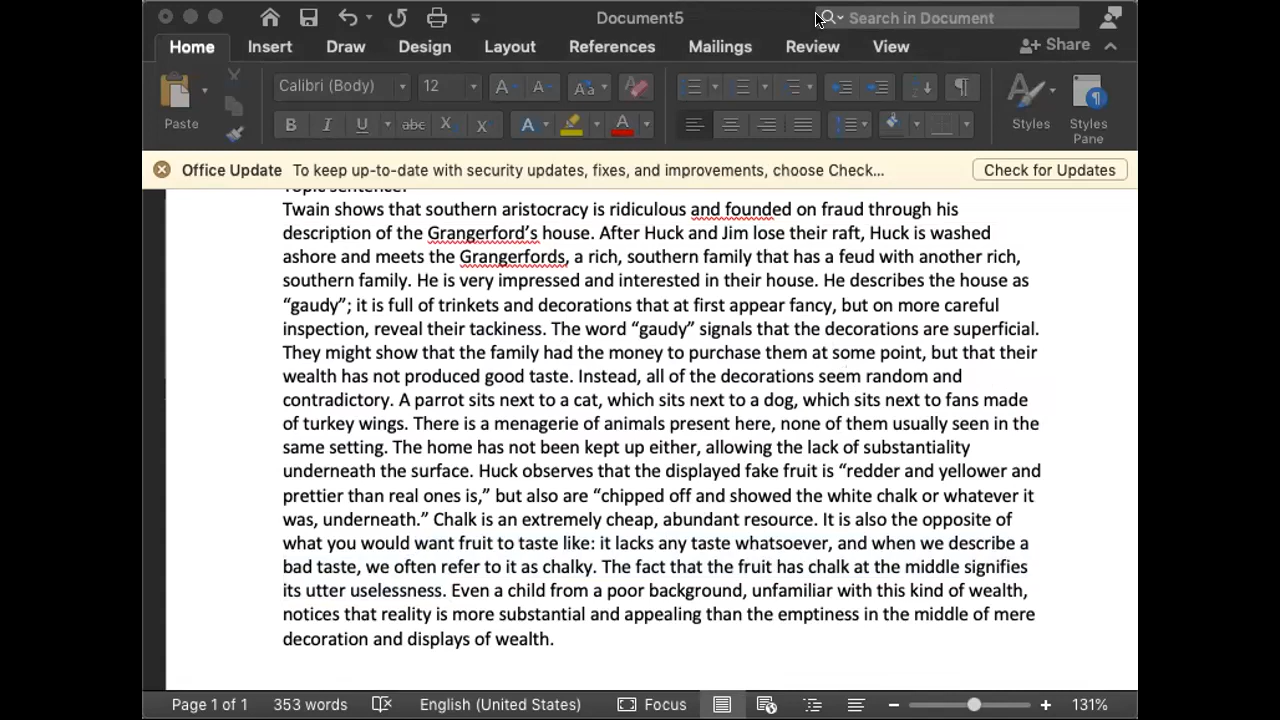 Document5
Search in Document
Home Insert Draw Design Layout References Mailings Review View Share
Calibri (Body) 12
Paste
Styles
Styles Pane
Office Update To keep up-to-date with security updates, fixes, and improvements, choose Check... Check for Updates
Topic sentence:
Twain shows that southern aristocracy is ridiculous and founded on fraud through his
description of the Grangerford’s house. After Huck and Jim lose their raft, Huck is washed
ashore and meets the Grangerfords, a rich, southern family that has a feud with another rich,
southern family. He is very impressed and interested in their house. He describes the house as
“gaudy”; it is full of trinkets and decorations that at first appear fancy, but on more careful
inspection, reveal their tackiness. The word “gaudy” signals that the decorations are superficial.
They might show that the family had the money to purchase them at some point, but that their
wealth has not produced good taste. Instead, all of the decorations seem random and
contradictory. A parrot sits next to a cat, which sits next to a dog, which sits next to fans made
of turkey wings. There is a menagerie of animals present here, none of them usually seen in the
same setting. The home has not been kept up either, allowing the lack of substantiality
underneath the surface. Huck observes that the displayed fake fruit is “redder and yellower and
prettier than real ones is,” but also are “chipped off and showed the white chalk or whatever it
was, underneath.” Chalk is an extremely cheap, abundant resource. It is also the opposite of
what you would want fruit to taste like: it lacks any taste whatsoever, and when we describe a
bad taste, we often refer to it as chalky. The fact that the fruit has chalk at the middle signifies
its utter uselessness. Even a child from a poor background, unfamiliar with this kind of wealth,
notices that reality is more substantial and appealing than the emptiness in the middle of mere
decoration and displays of wealth.
Page 1 of 1 353 words English (United States) Focus 131%